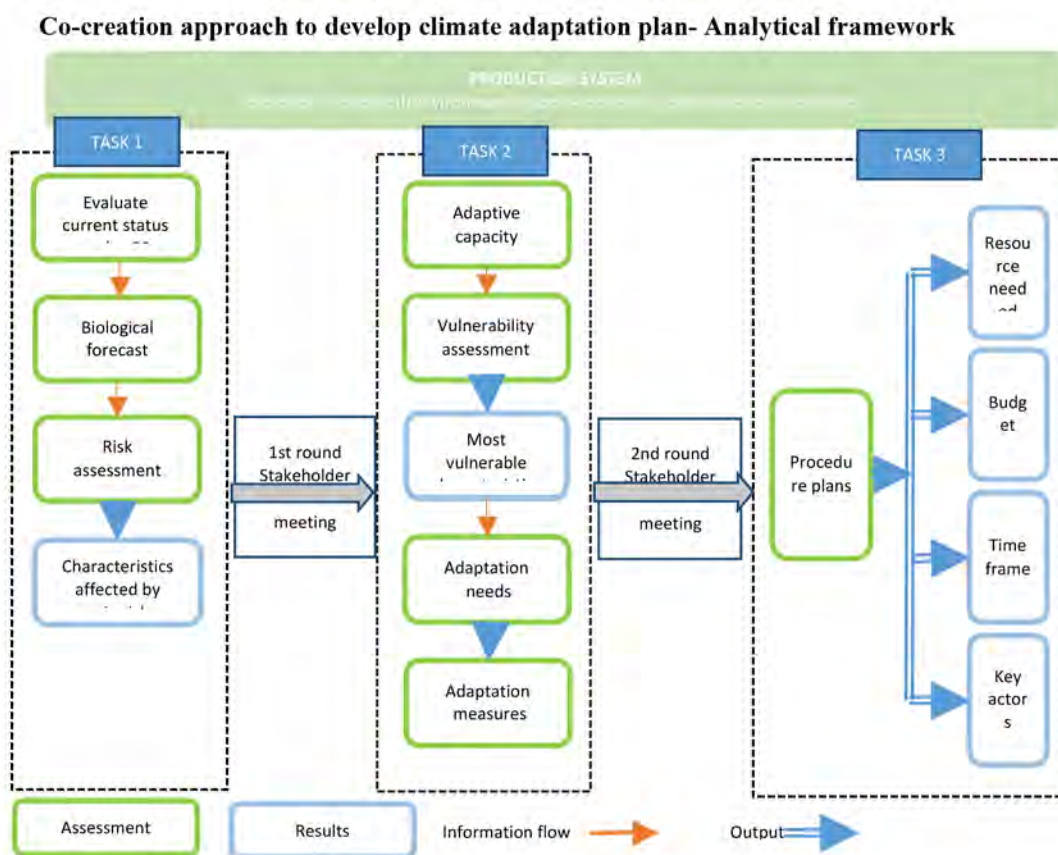 Co-creation approach to develop climate adaptation plan- Analytical framework
PRODUCTION SYSTEM
TASK 1
Evaluate
current status
Biological
forecast
Risk
assessment
Characteristics
affected by
1st round
Stakeholder
meeting
TASK 2
Adaptive
capacity
Vulnerability
assessment
Most
vulnerable
Adaptation
needs
Adaptation
measures
2nd round
Stakeholder
meeting
TASK 3
Procedu
re plans
Resou
rce
need
ed
Budg
et
Time
frame
Key
actor
s
Assessment
Results
Information flow
Output